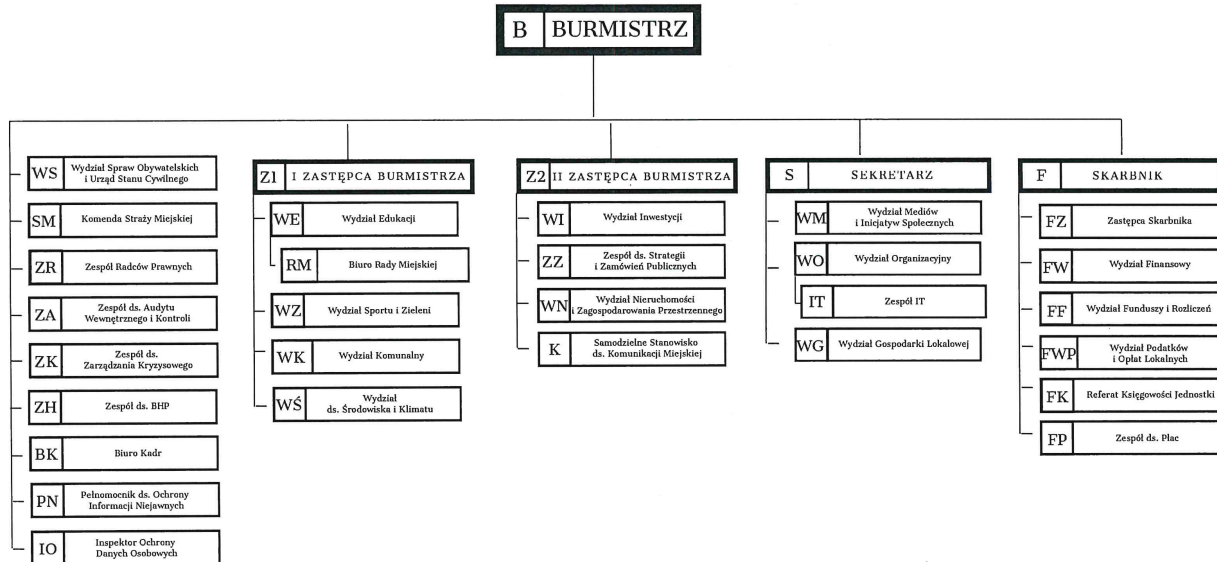 B BURMISTRZ
WS Wydział Spraw Obywatelskich
i Urząd Stanu Cywilnego
SM Komenda Straży Miejskiej
ZR Zespół Radców Prawnych
ZA Zespół ds. Audytu
Wewnętrznego i Kontroli
ZK Zespół ds.
Zarządzania Kryzysowego
ZH Zespół ds. BHP
BK Biuro Kadr
PN Pełnomocnik ds. Ochrony
Informacji Niejawnych
IO Inspektor Ochrony
Danych Osobowych
Z1 I ZASTĘPCA BURMISTRZA
WE Wydział Edukacji
RM Biuro Rady Miejskiej
WZ Wydział Sportu i Zieleni
WK Wydział Komunalny
WŚ Wydział
ds. Środowiska i Klimatu
Z2 II ZASTĘPCA BURMISTRZA
WI Wydział Inwestycji
ZZ Zespół ds. Strategii
i Zamówień Publicznych
WN Wydział Nieruchomości
i Zagospodarowania Przestrzennego
K Samodzielne Stanowisko
ds. Komunikacji Miejskiej
S SEKRETARZ
WM Wydział Mediów
i Inicjatyw Społecznych
WO Wydział Organizacyjny
IT Zespół IT
WG Wydział Gospodarki Lokalowej
F SKARBNIK
FZ Zastępca Skarbnika
FW Wydział Finansowy
FF Wydział Funduszy i Rozliczeń
FWP Wydział Podatków
i Opłat Lokalnych
FK Referat Księgowości Jednostki
FP Zespół ds. Płac